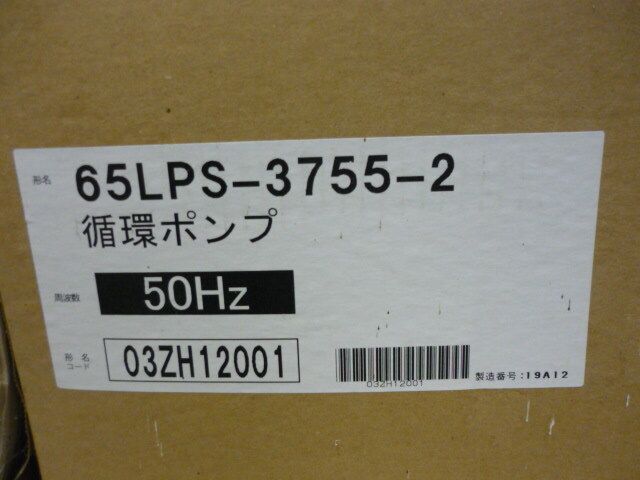 形名 65LPS-3755-2
循環ポンプ
周波数 50Hz
形名コード 03ZH12001
03ZH12001
製造番号:19A12